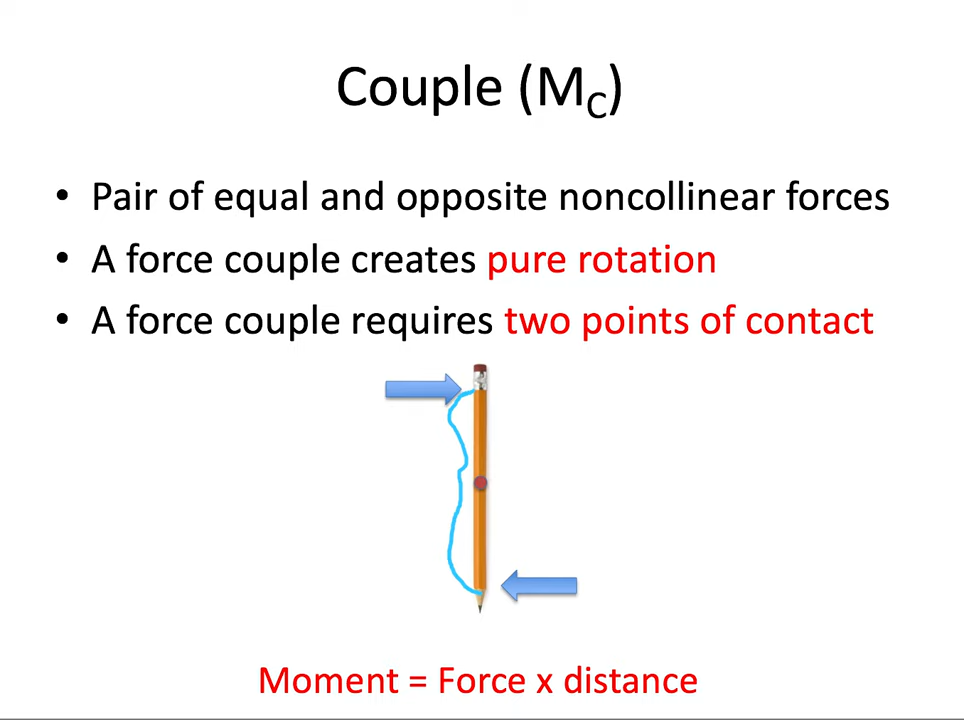 Couple (M_C)
• Pair of equal and opposite noncollinear forces
• A force couple creates pure rotation
• A force couple requires two points of contact
Moment = Force x distance